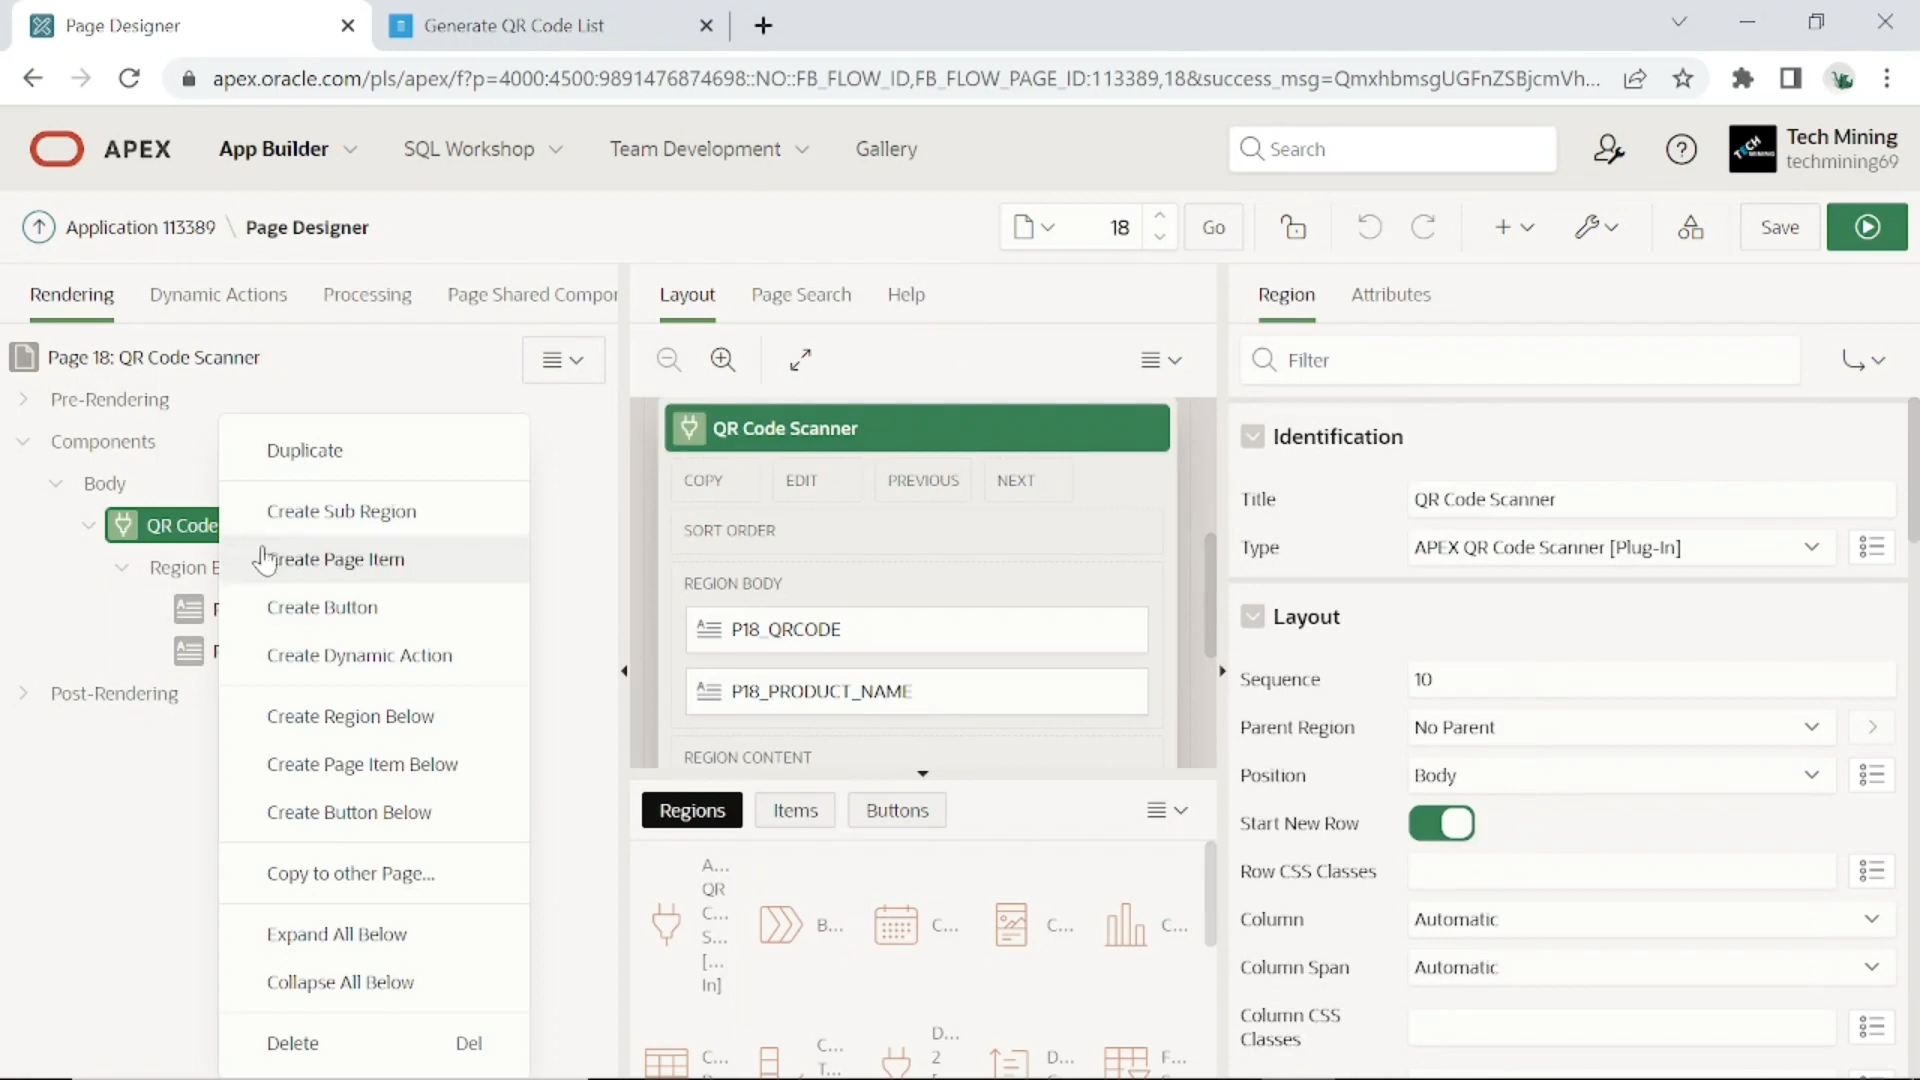 Page Designer
Generate QR Code List
apex.oracle.com/pls/apex/f?p=4000:4500:9891476874698::NO::FB_FLOW_ID,FB_FLOW_PAGE_ID:113389,18&success_msg=QmxhbmsgUGFnZSBjcmVh...
APEX
App Builder
SQL Workshop
Team Development
Gallery
Search
Tech Mining
techmining69
Application 113389 \ Page Designer
18
Go
Save
Rendering
Dynamic Actions
Processing
Page Shared Compor
Layout
Page Search
Help
Region
Attributes
Page 18: QR Code Scanner
Pre-Rendering
Components
Body
QR Code
Region B
Post-Rendering
Duplicate
Create Sub Region
Create Page Item
Create Button
Create Dynamic Action
Create Region Below
Create Page Item Below
Create Button Below
Copy to other Page...
Expand All Below
Collapse All Below
Delete Del
QR Code Scanner
COPY
EDIT
PREVIOUS
NEXT
SORT ORDER
REGION BODY
P18_QRCODE
P18_PRODUCT_NAME
REGION CONTENT
Regions
Items
Buttons
A...
QR
C...
S...
[...
In]
B...
C...
C...
C...
C...
C...
T...
D...
2
D...
F...
Filter
Identification
Title QR Code Scanner
Type APEX QR Code Scanner [Plug-In]
Layout
Sequence 10
Parent Region No Parent
Position Body
Start New Row
Row CSS Classes
Column Automatic
Column Span Automatic
Column CSS
Classes